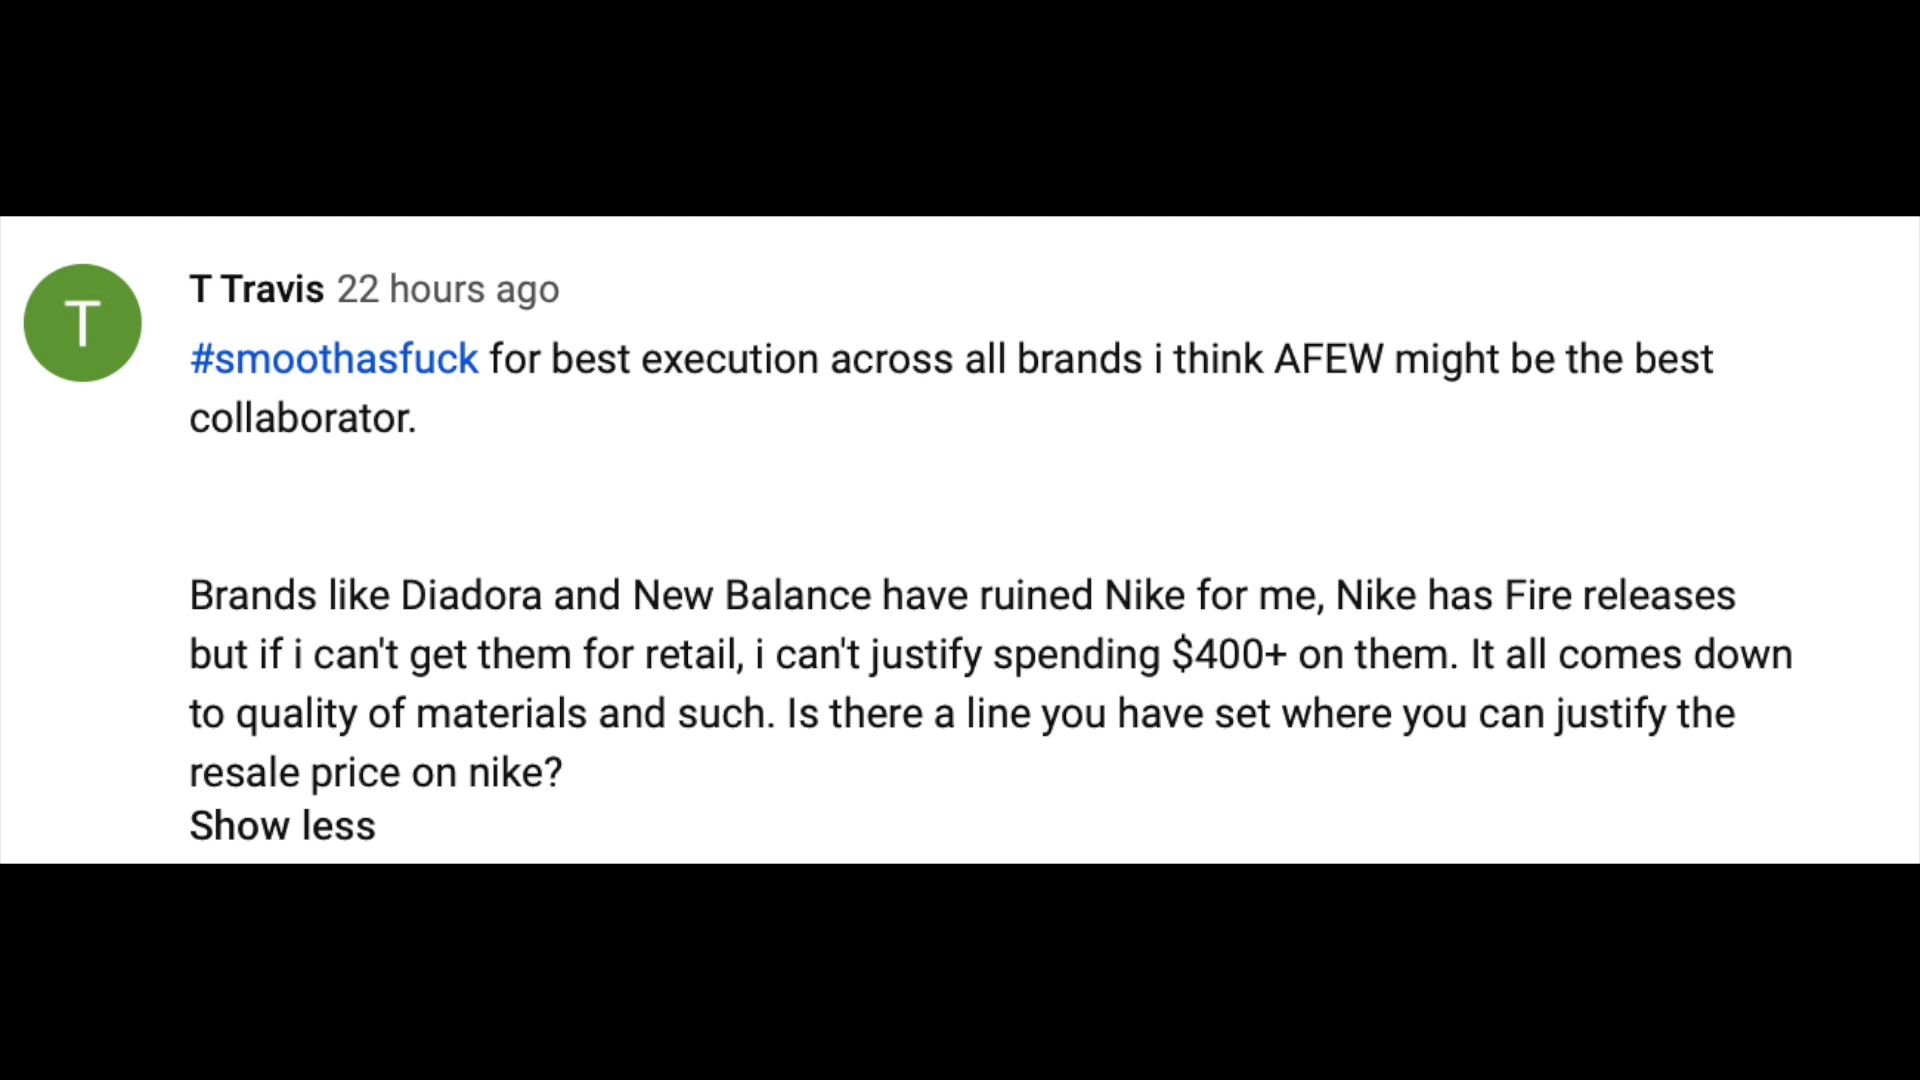 T
T Travis 22 hours ago
#smoothasfuck for best execution across all brands i think AFEW might be the best
collaborator.
Brands like Diadora and New Balance have ruined Nike for me, Nike has Fire releases
but if i can't get them for retail, i can't justify spending $400+ on them. It all comes down
to quality of materials and such. Is there a line you have set where you can justify the
resale price on nike?
Show less